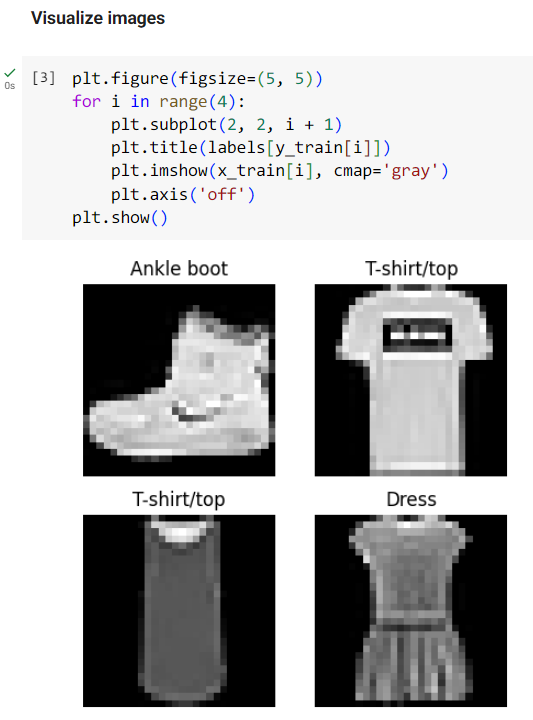 Visualize images
0s [3] plt.figure(figsize=(5, 5))
for i in range(4):
    plt.subplot(2, 2, i + 1)
    plt.title(labels[y_train[i]])
    plt.imshow(x_train[i], cmap='gray')
    plt.axis('off')
plt.show()
Ankle boot T-shirt/top
T-shirt/top Dress